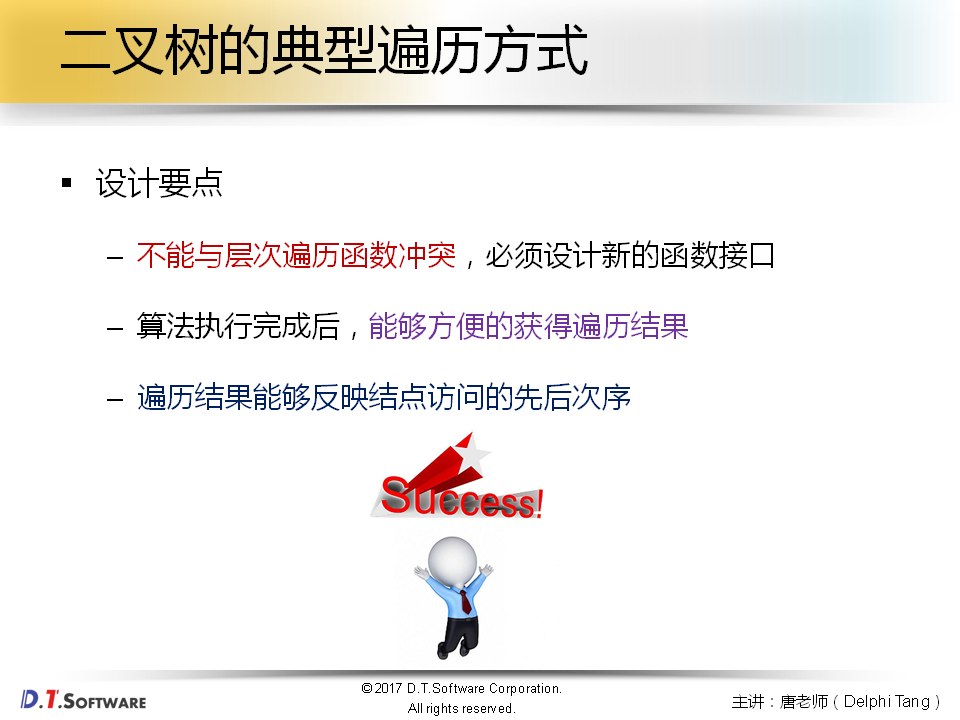 二叉树的典型遍历方式
▪ 设计要点
– 不能与层次遍历函数冲突，必须设计新的函数接口
– 算法执行完成后，能够方便的获得遍历结果
– 遍历结果能够反映结点访问的先后次序
Success!
D.T.SOFTWARE
©2017 D.T.Software Corporation.
All rights reserved.
主讲：唐老师（Delphi Tang）